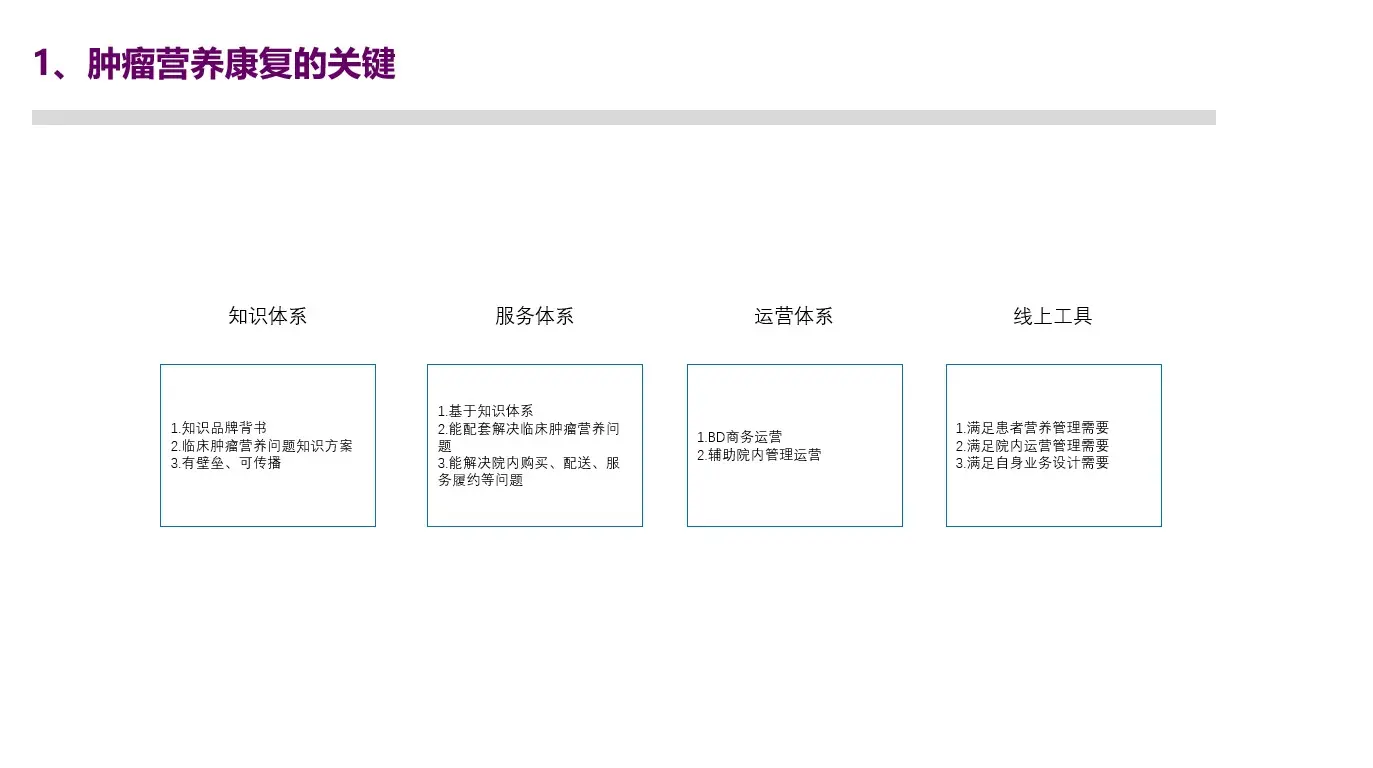 1、肿瘤营养康复的关键
知识体系
服务体系
运营体系
线上工具
1.知识品牌背书
2.临床肿瘤营养问题知识方案
3.有壁垒、可传播
1.基于知识体系
2.能配套解决临床肿瘤营养问
题
3.能解决院内购买、配送、服
务履约等问题
1.BD商务运营
2.辅助院内管理运营
1.满足患者营养管理需要
2.满足院内运营管理需要
3.满足自身业务设计需要